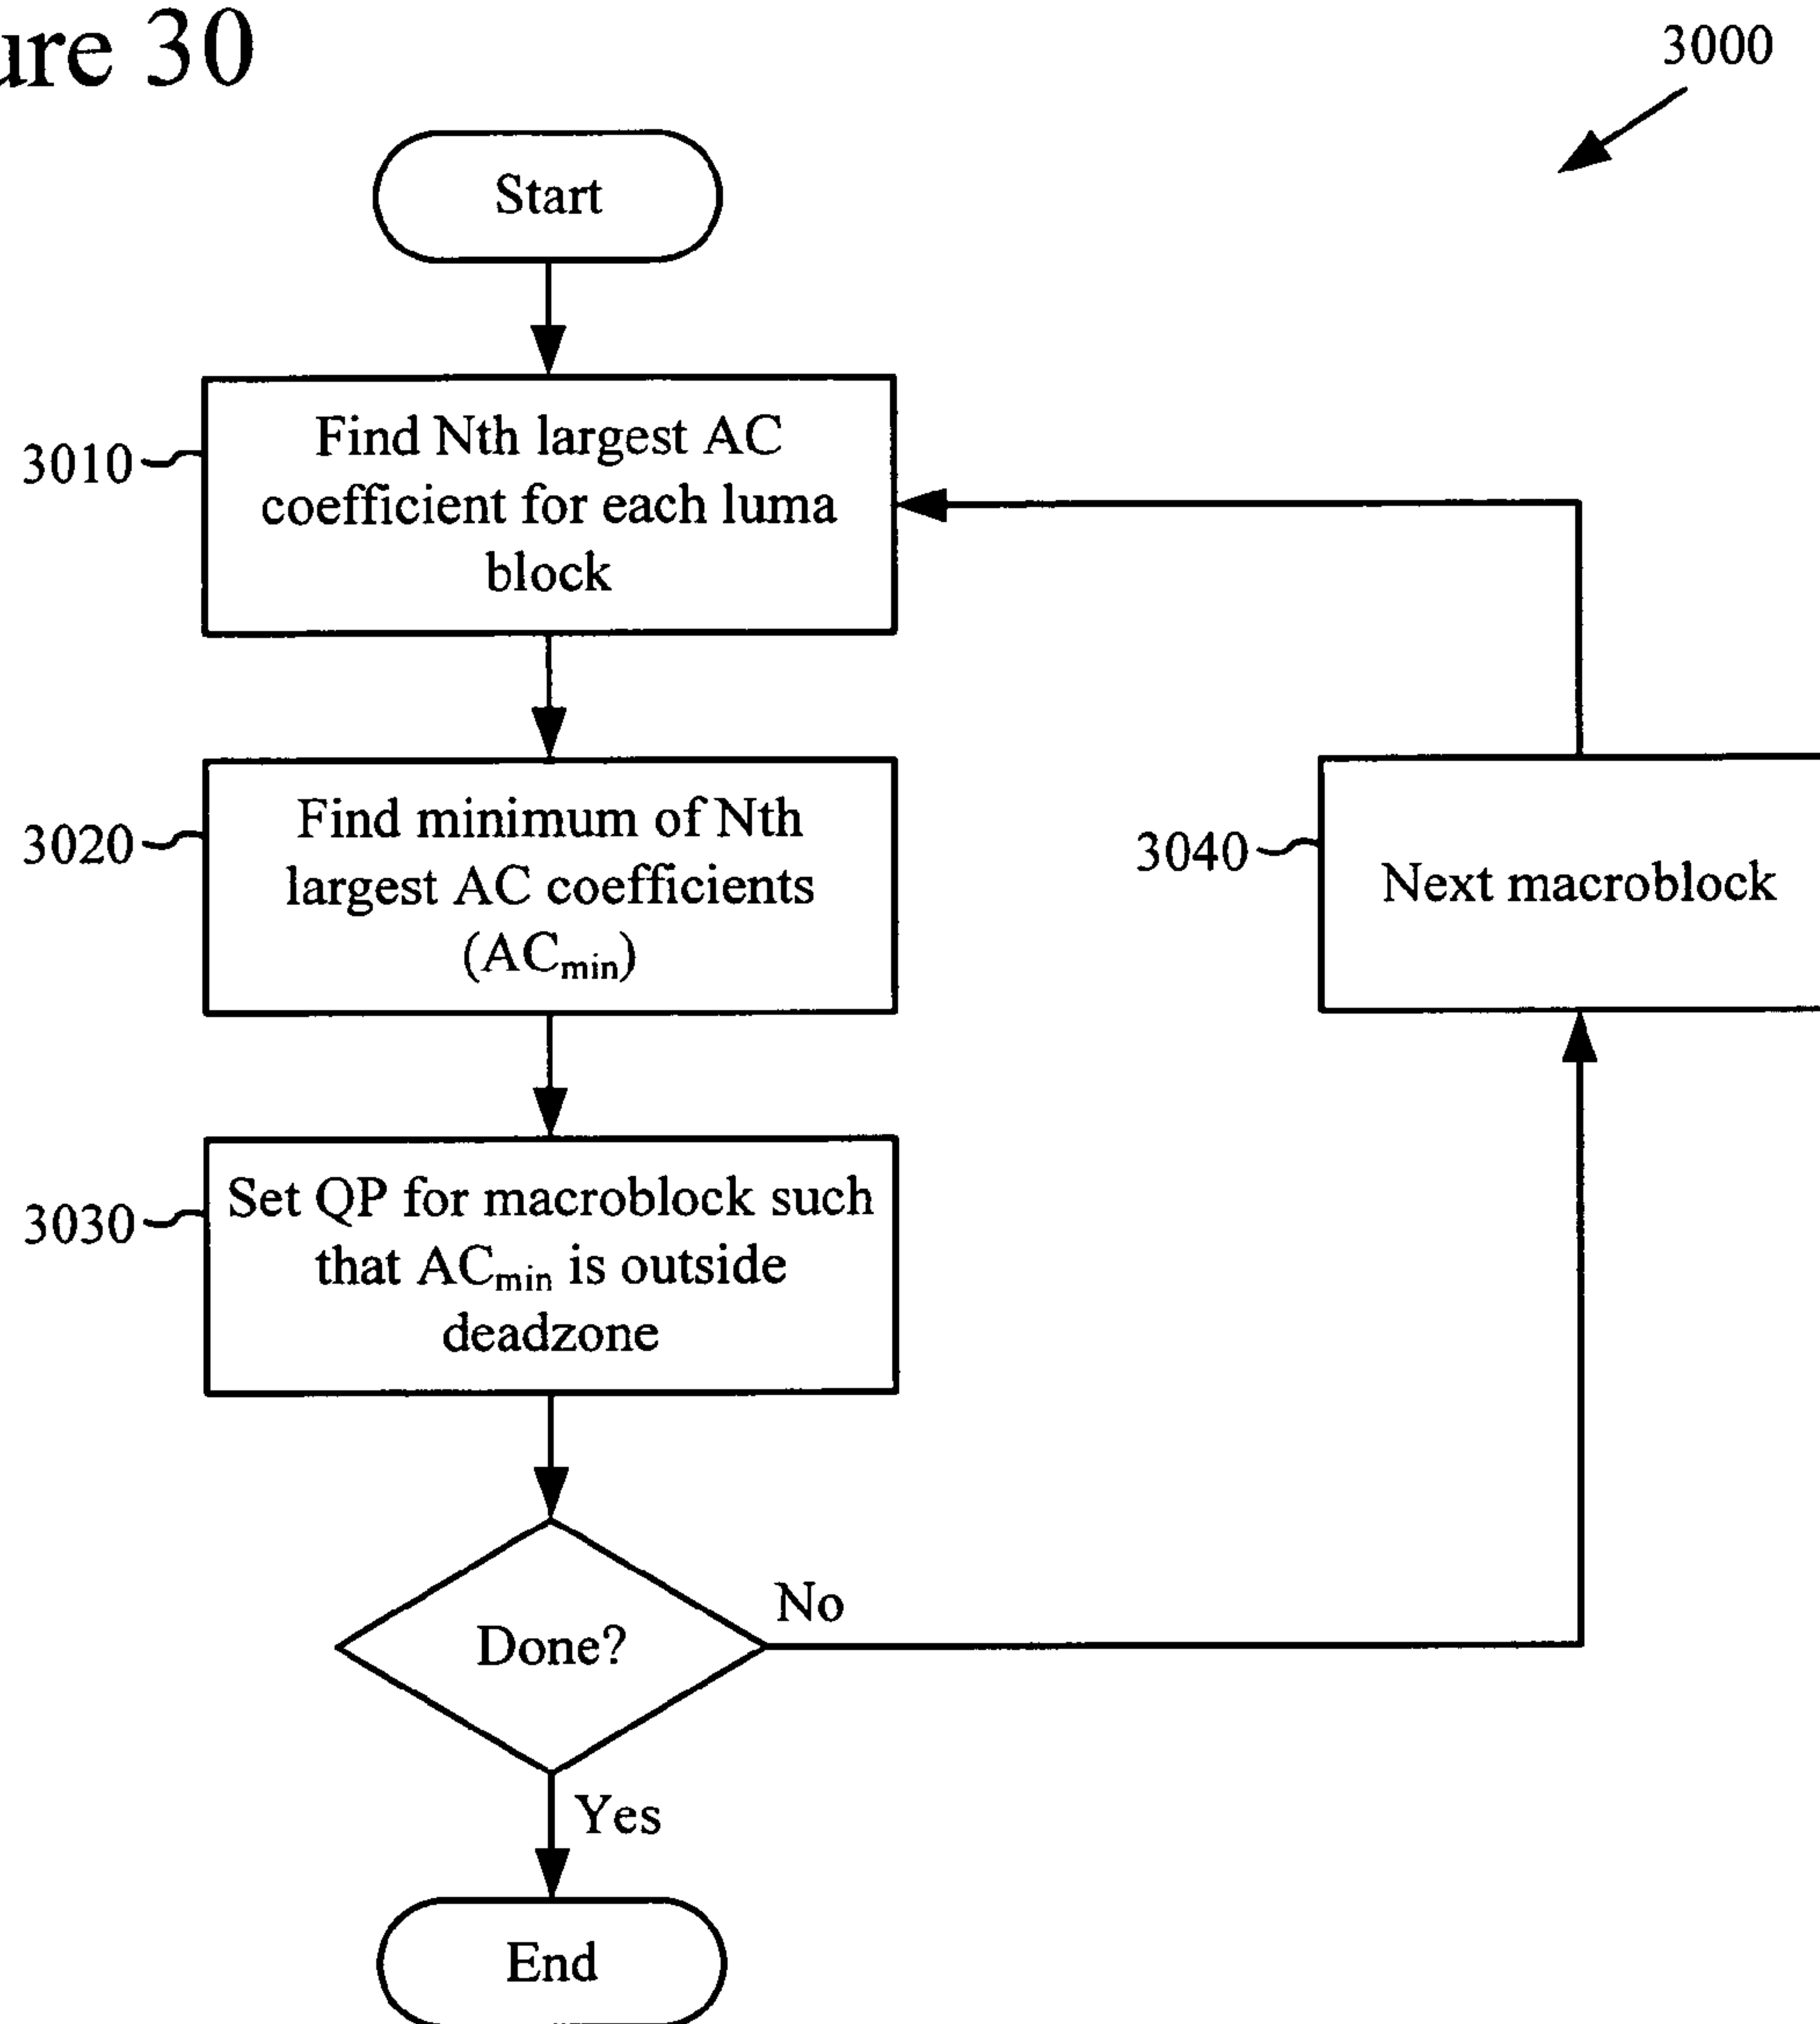 ure 30
3000
Start
3010
Find Nth largest AC
coefficient for each luma
block
3020
Find minimum of Nth
largest AC coefficients
(ACmin)
3040
Next macroblock
3030
Set QP for macroblock such
that ACmin is outside
deadzone
Done?
No
Yes
End